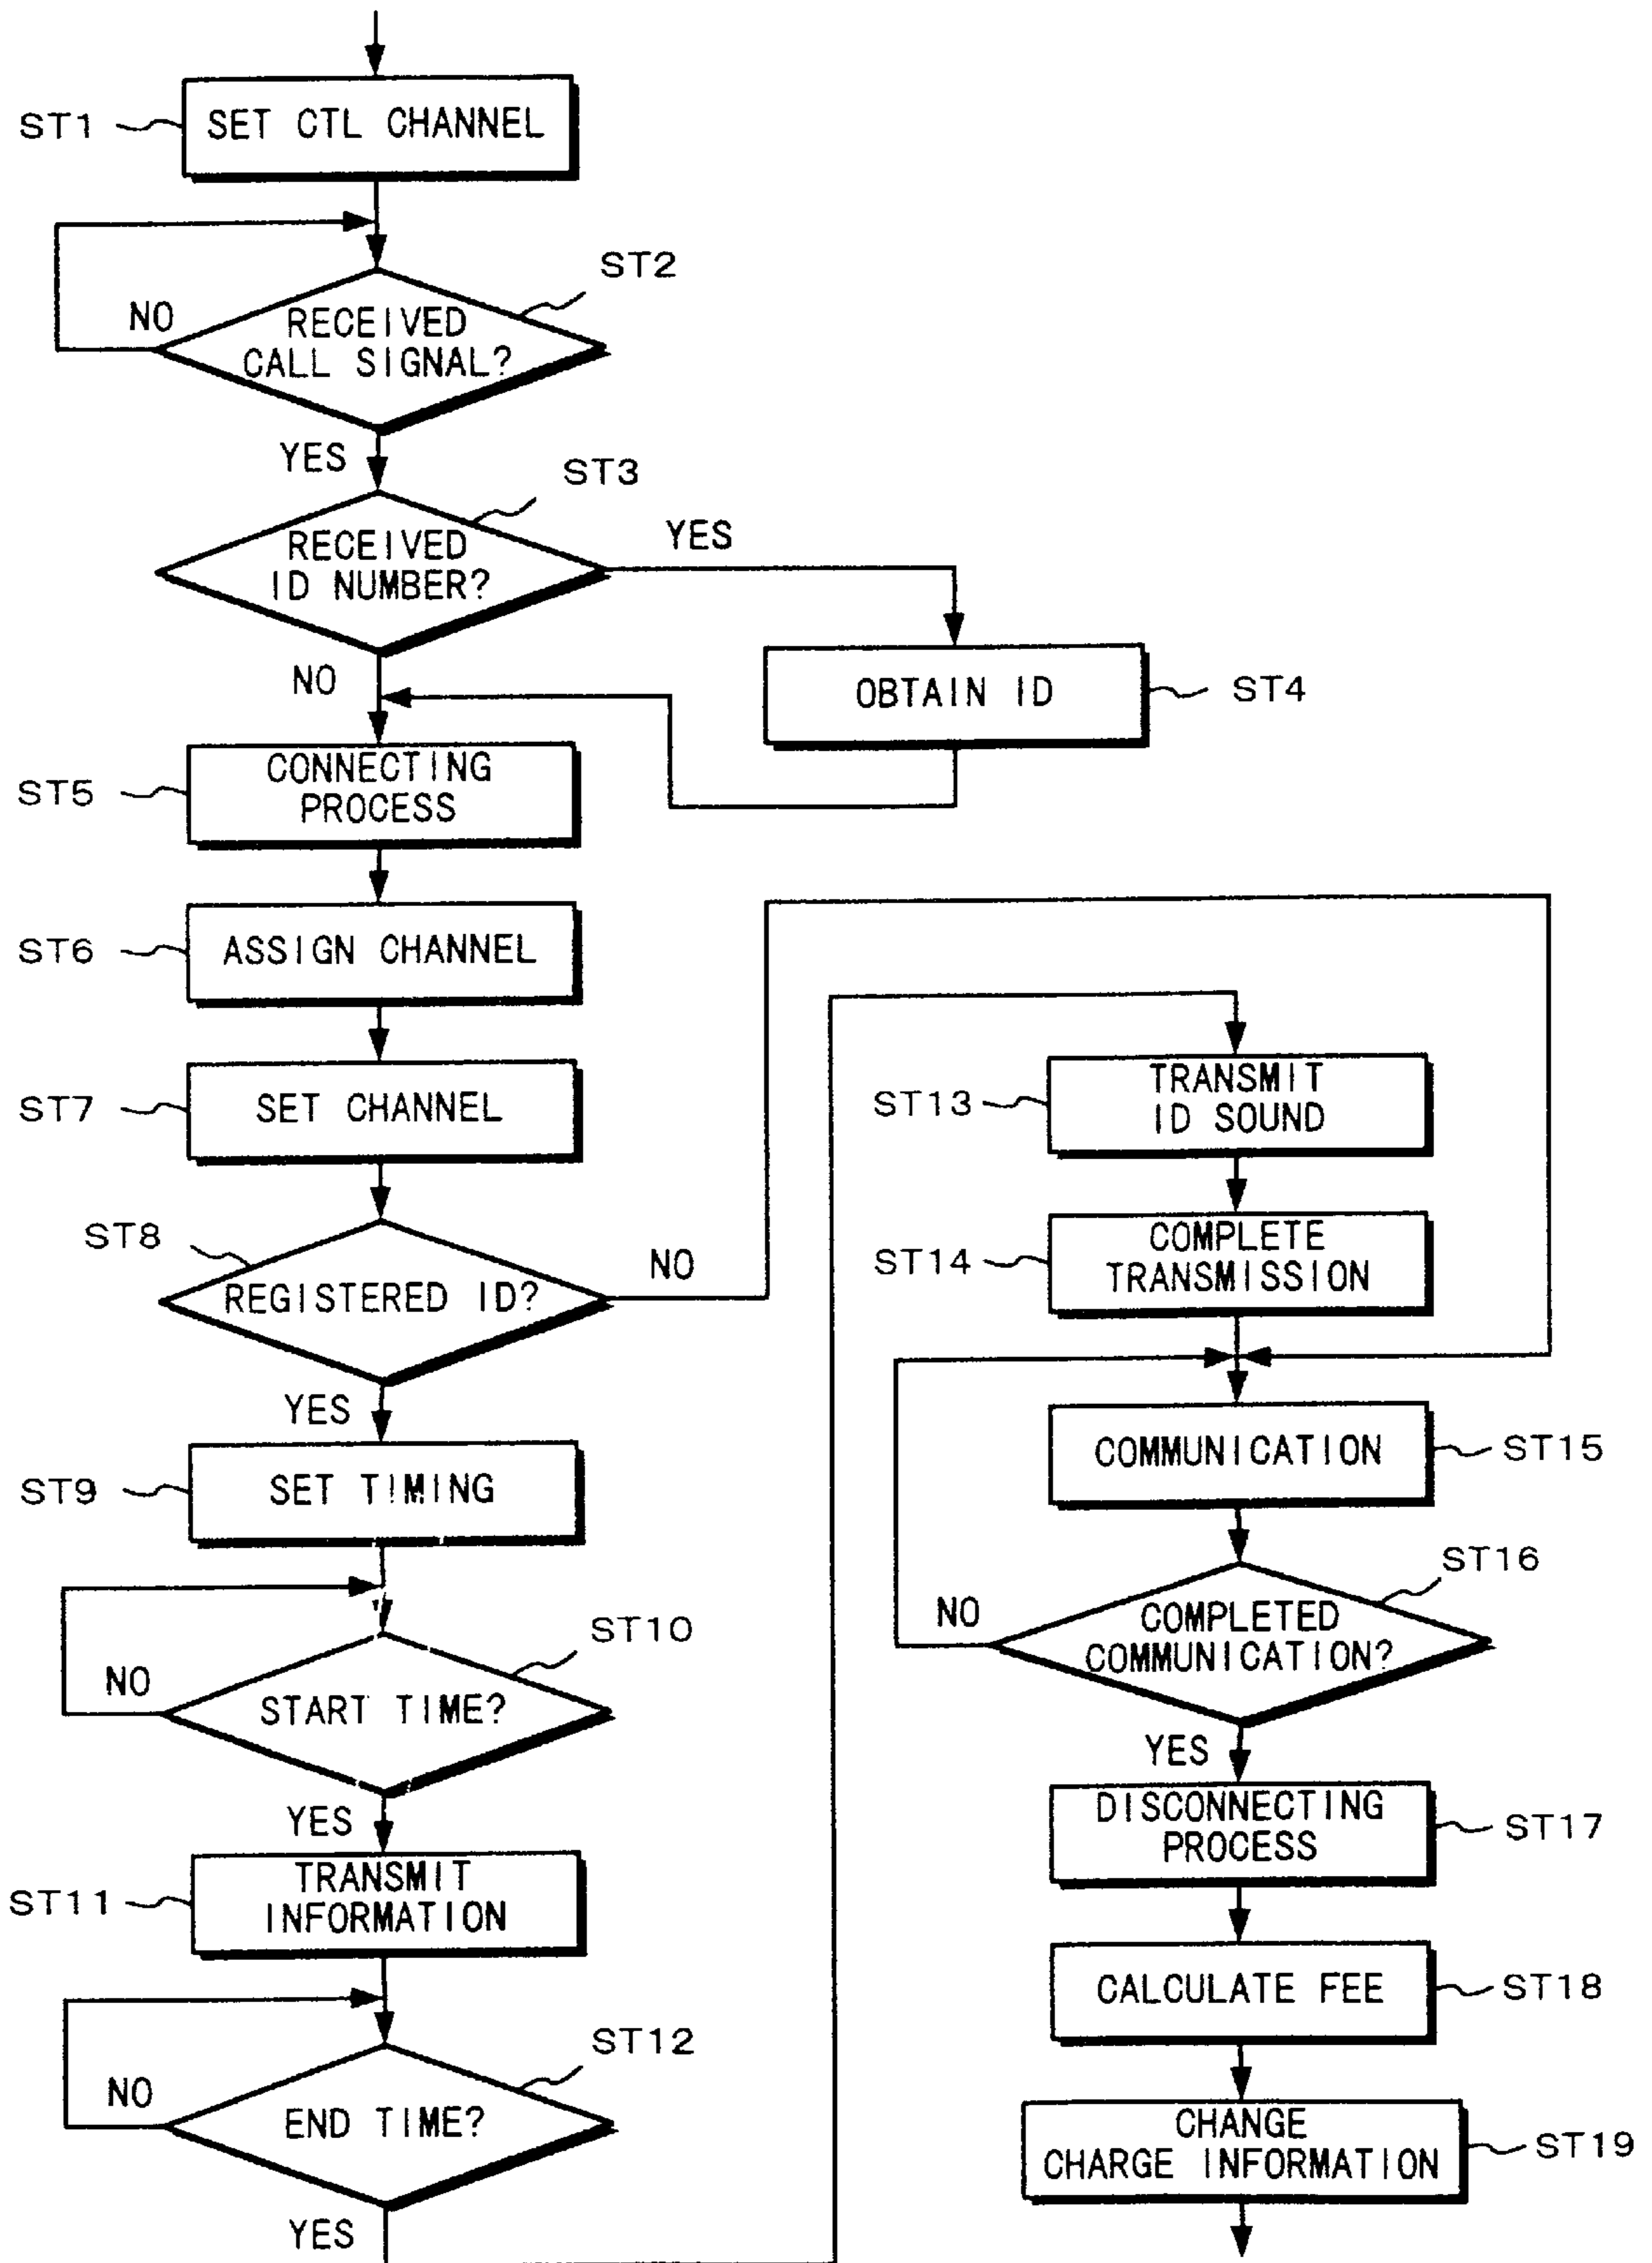 ST1
SET CTL CHANNEL
ST2
NO
RECEIVED
CALL SIGNAL?
YES
ST3
RECEIVED
ID NUMBER?
YES
NO
OBTAIN ID
ST4
ST5
CONNECTING
PROCESS
ST6
ASSIGN CHANNEL
ST7
SET CHANNEL
ST8
REGISTERED ID?
NO
YES
ST9
SET TIMING
ST10
NO
START TIME?
YES
ST11
TRANSMIT
INFORMATION
ST12
NO
END TIME?
YES
ST13
TRANSMIT
ID SOUND
ST14
COMPLETE
TRANSMISSION
COMMUNICATION
ST15
ST16
NO
COMPLETED
COMMUNICATION?
YES
DISCONNECTING
PROCESS
ST17
CALCULATE FEE
ST18
CHANGE
CHARGE INFORMATION
ST19